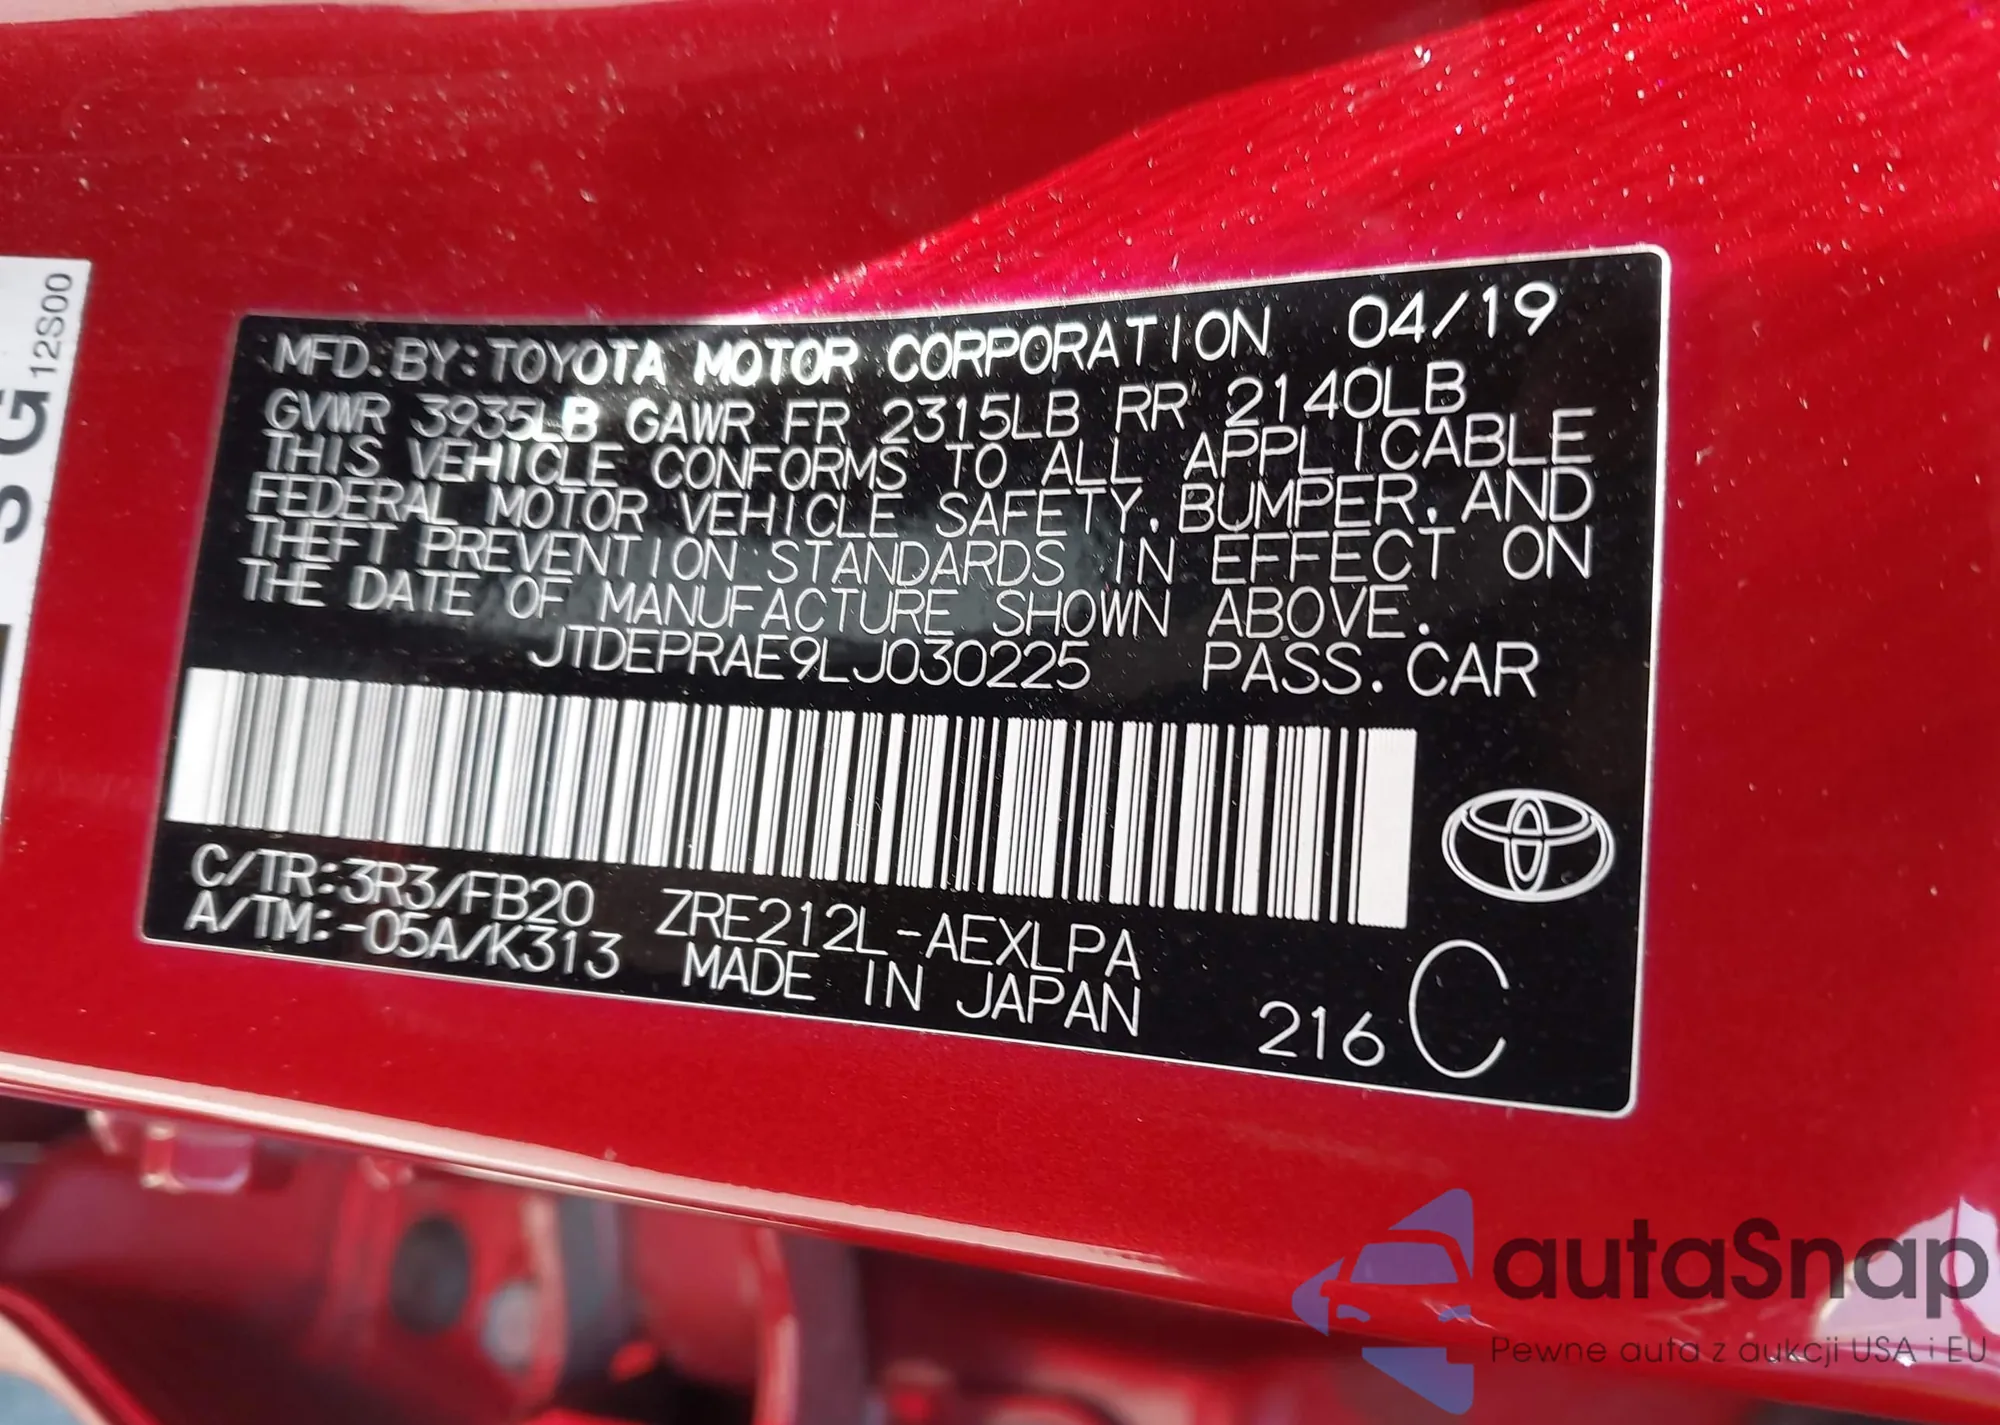 12S00
SG
MFD. BY: TOYOTA MOTOR CORPORATION 04/19
GVWR 3935LB GAWR FR 2315LB RR 2140LB
THIS VEHICLE CONFORMS TO ALL APPLICABLE
FEDERAL MOTOR VEHICLE SAFETY, BUMPER, AND
THEFT PREVENTION STANDARDS IN EFFECT ON
THE DATE OF MANUFACTURE SHOWN ABOVE.
JTDEPRAE9LJ030225 PASS. CAR
C/TR:3R3/FB20 ZRE212L-AEXLPA
A/TM:-05A/K313 MADE IN JAPAN
216 C
autaSnap
Pewne auta z aukcji USA i EU